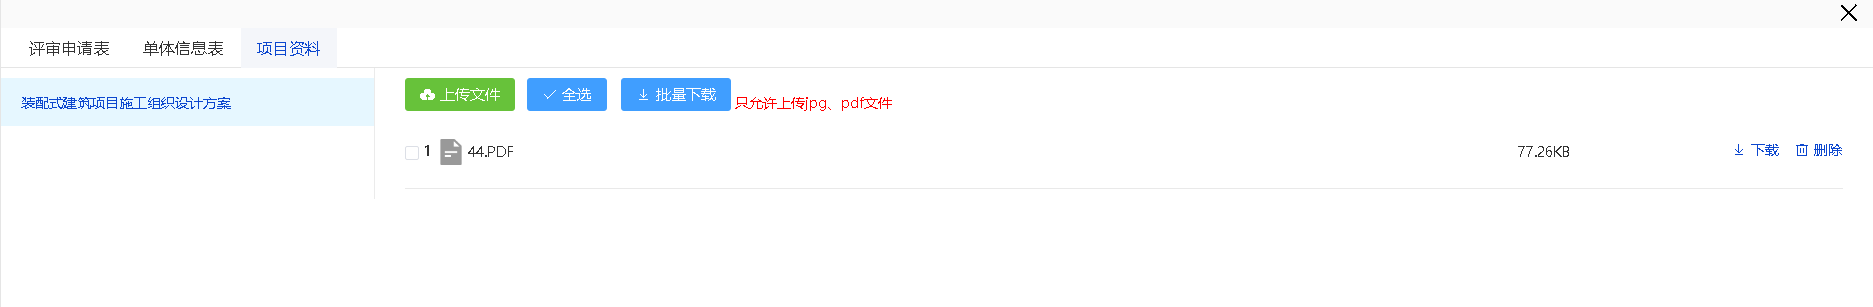 评审申请表 单体信息表 项目资料
装配式建筑项目施工组织设计方案
上传文件 全选 批量下载 只允许上传jpg、pdf文件
1 44.PDF 77.26KB 下载 删除